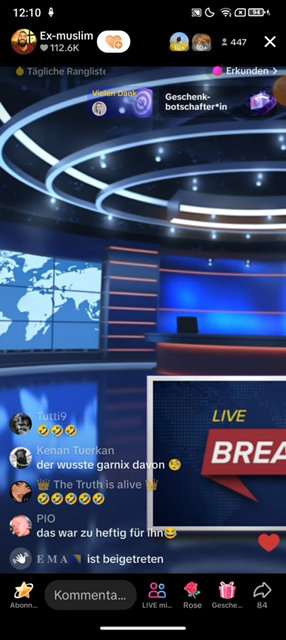 12:10
94
Ex-muslim
112.6K
447
Tägliche Rangliste
Erkunden >
Vielen Dank
Geschenk-
botschafter*in
LIVE
BREA
Tutti9
🤣🤣🤣
Kenan Tuerkan
der wusste garnix davon 🧐
👑 The Truth is alive 👑
🤣🤣🤣🤣🤣
PIO
das war zu heftig für ihn😂
E M A ist beigetreten
Abonn...
Kommenta...
LIVE mi...
Rose
Gesche...
84